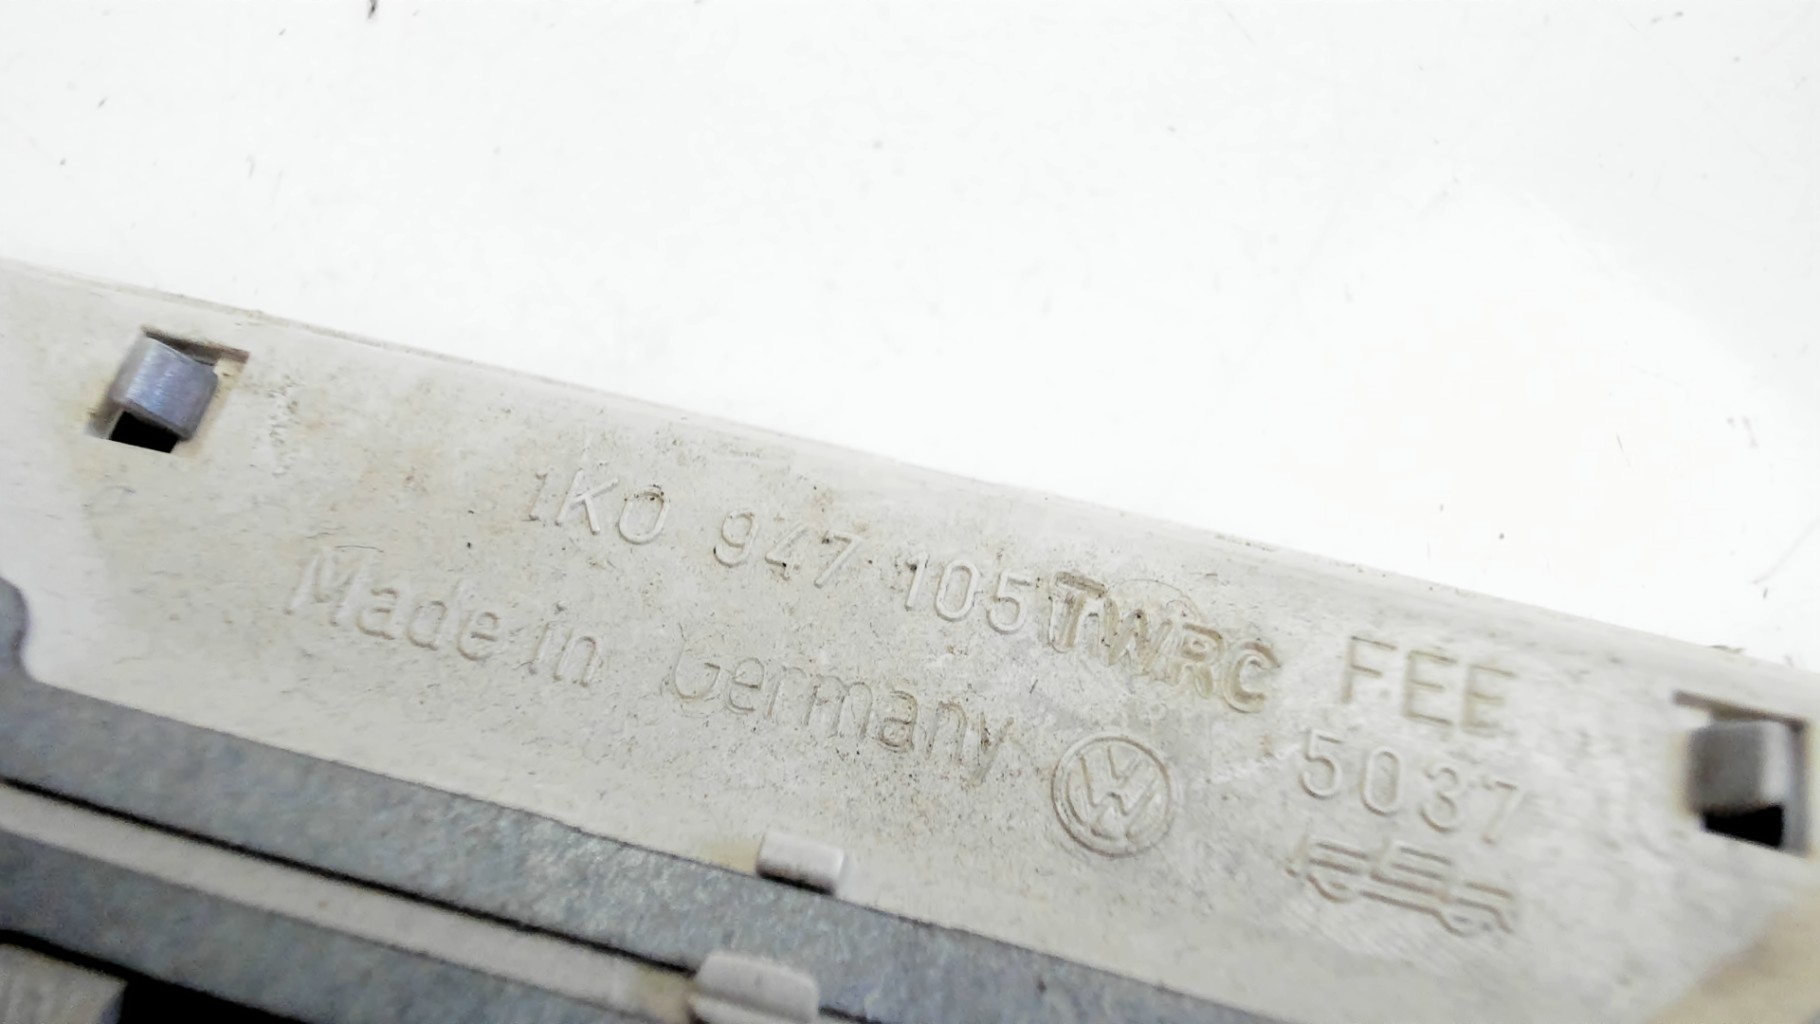 1K0 947 105 TWRC FEE
Made in Germany
5037